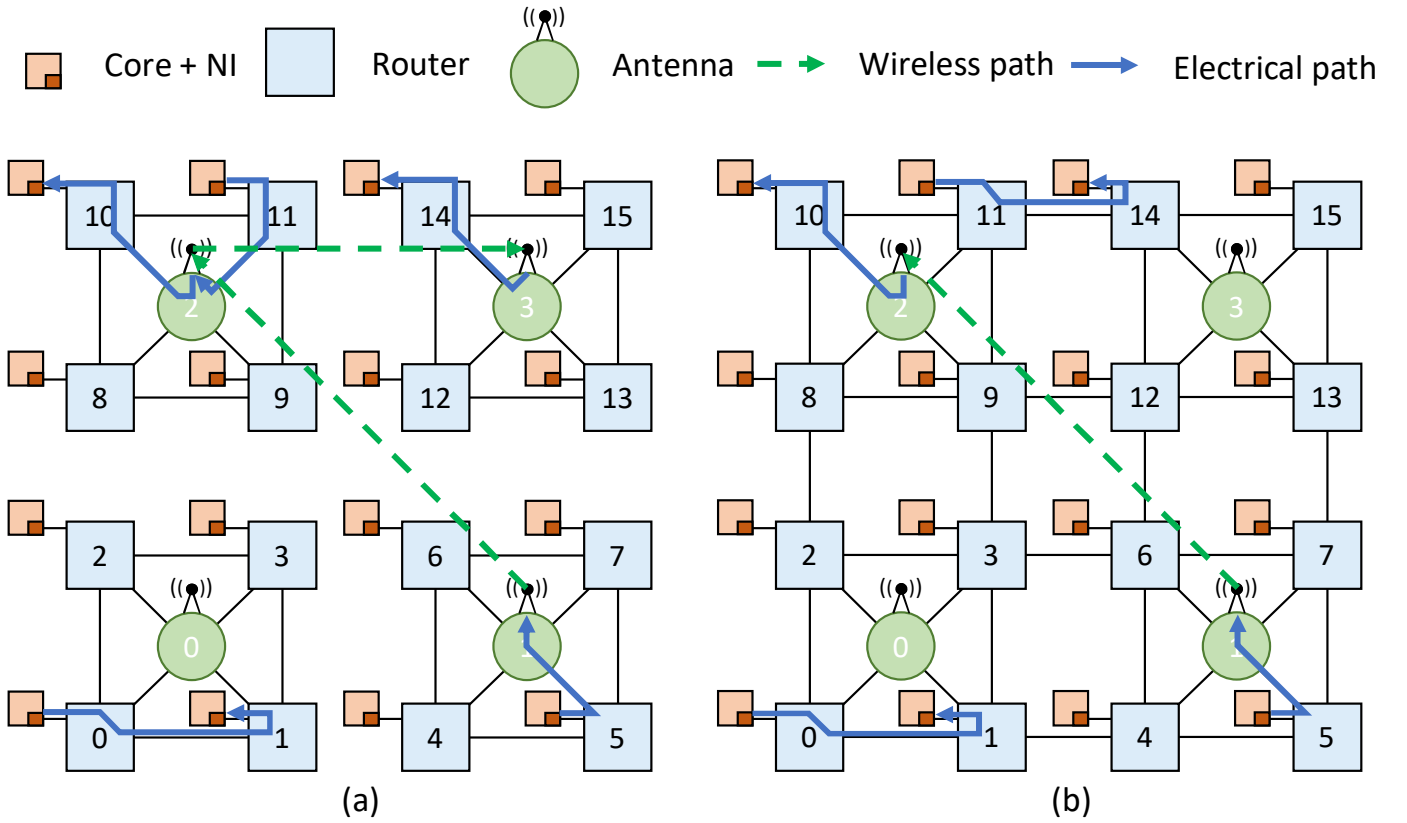 ((●))
Core + NI Router Antenna Wireless path Electrical path
10 11 14 15 10 11 14 15
2 3 2 3
8 9 12 13 8 9 12 13
2 3 6 7 2 3 6 7
0 1 0 1
0 1 4 5 0 1 4 5
(a) (b)